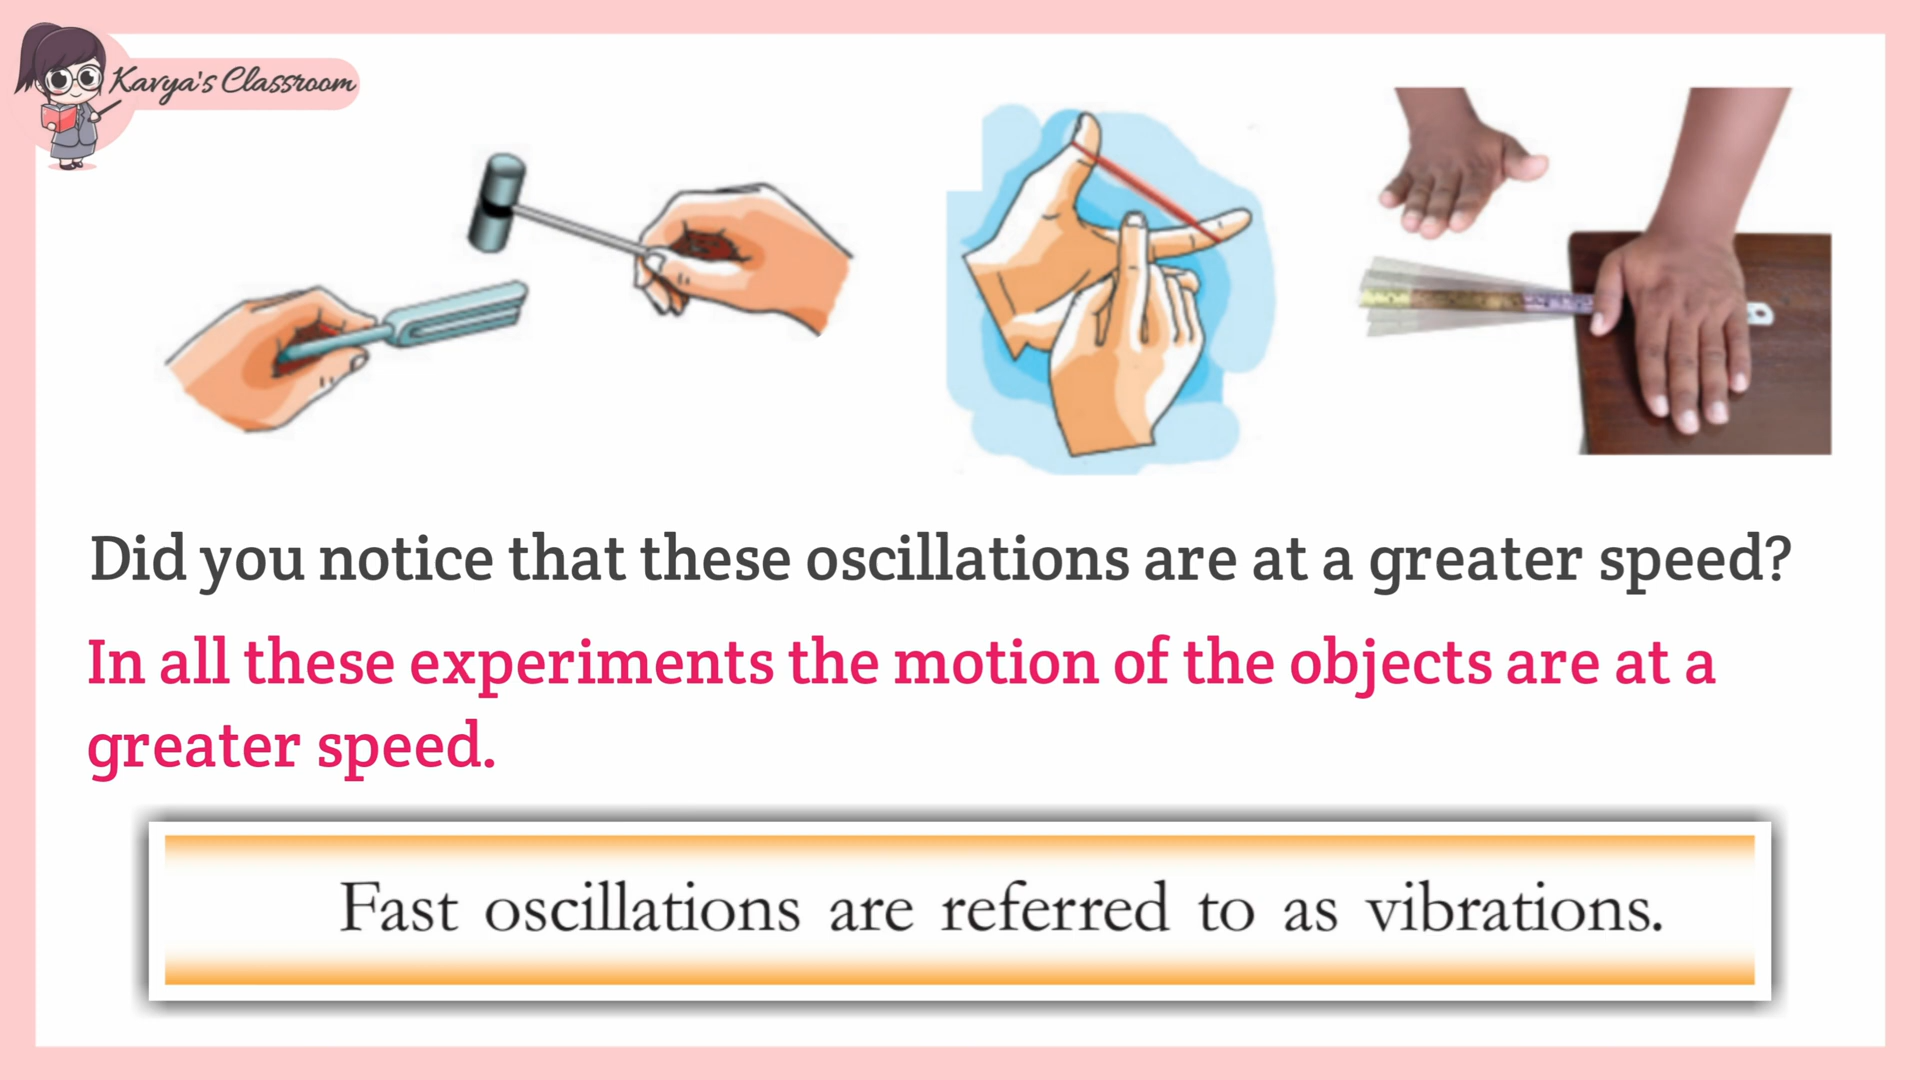 Kavya's Classroom
Did you notice that these oscillations are at a greater speed?
In all these experiments the motion of the objects are at a
greater speed.
Fast oscillations are referred to as vibrations.